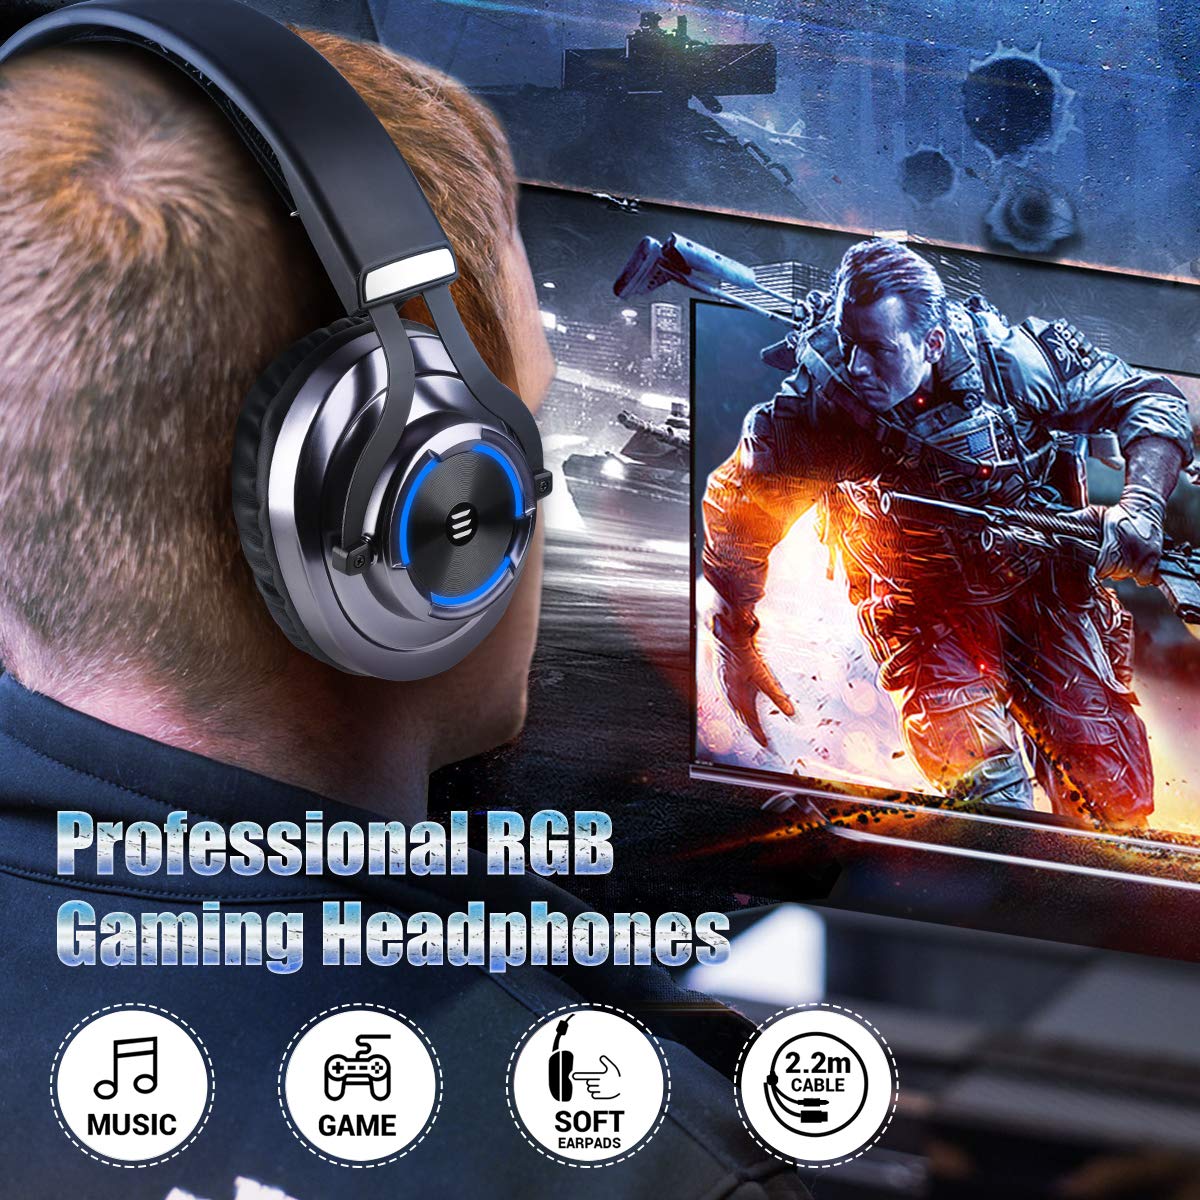 Professional RGB
Gaming Headphones
MUSIC
GAME
SOFT
EARPADS
2.2m
CABLE